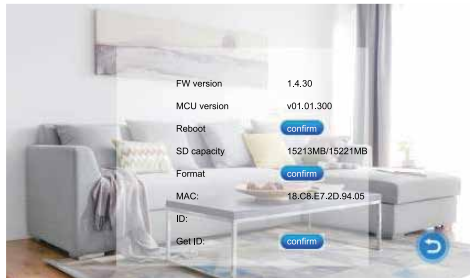 FW version 1.4.30
MCU version v01.01.300
Reboot confirm
SD capacity 15213MB/15221MB
Format confirm
MAC: 18.C8.E7.2D.94.05
ID:
Get ID: confirm